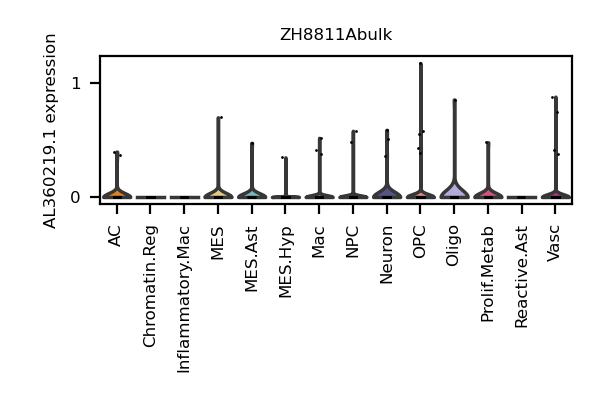 ZH8811Abulk
AL360219.1 expression
1
0
AC
Chromatin.Reg
Inflammatory.Mac
MES
MES.Ast
MES.Hyp
Mac
NPC
Neuron
OPC
Oligo
Prolif.Metab
Reactive.Ast
Vasc